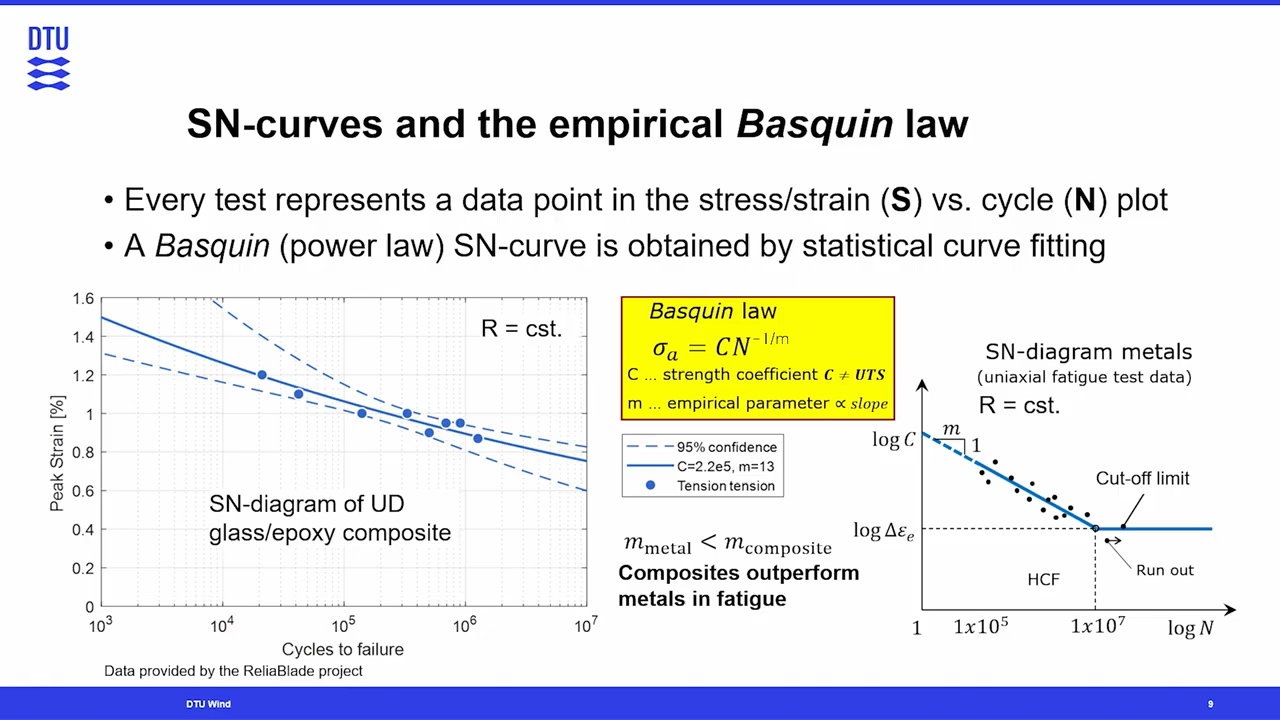 DTU
SN-curves and the empirical Basquin law
• Every test represents a data point in the stress/strain (S) vs. cycle (N) plot
• A Basquin (power law) SN-curve is obtained by statistical curve fitting
1.6
1.4
1.2
1
0.8
0.6
0.4
0.2
0
Peak Strain [%]
R = cst.
SN-diagram of UD
glass/epoxy composite
10³
10⁴
10⁵
10⁶
10⁷
Cycles to failure
Data provided by the ReliaBlade project
Basquin law
σₐ = CN^{-1/m}
C ... strength coefficient C ≠ UTS
m ... empirical parameter ∝ slope
95% confidence
C=2.2e5, m=13
Tension tension
m_metal < m_composite
Composites outperform
metals in fatigue
SN-diagram metals
(uniaxial fatigue test data)
R = cst.
log C
m
1
Cut-off limit
log Δεₑ
HCF
Run out
1
1x10⁵
1x10⁷
log N
DTU Wind
9